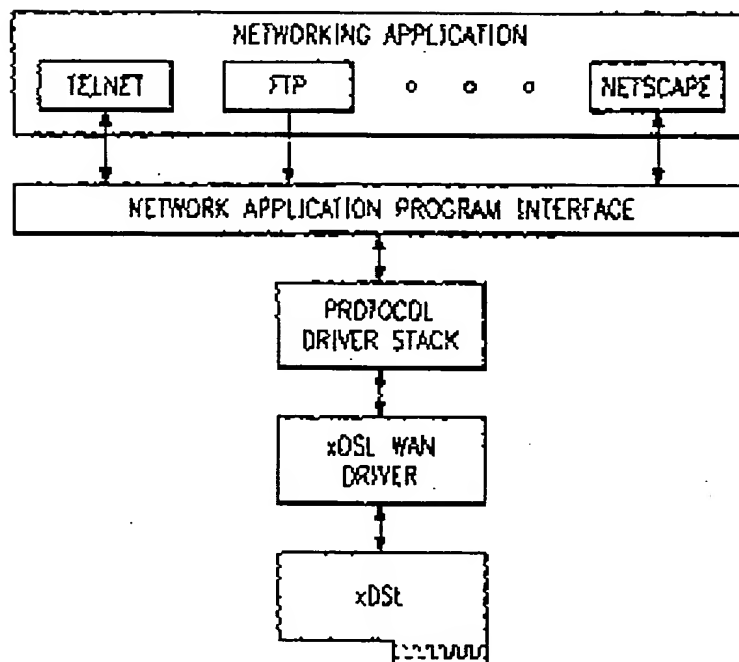 NETWORKING APPLICATION
TELNET
FTP
NETSCAPE
NETWORK APPLICATION PROGRAM INTERFACE
PROTOCOL
DRIVER STACK
xDSL WAN
DRIVER
xDSL